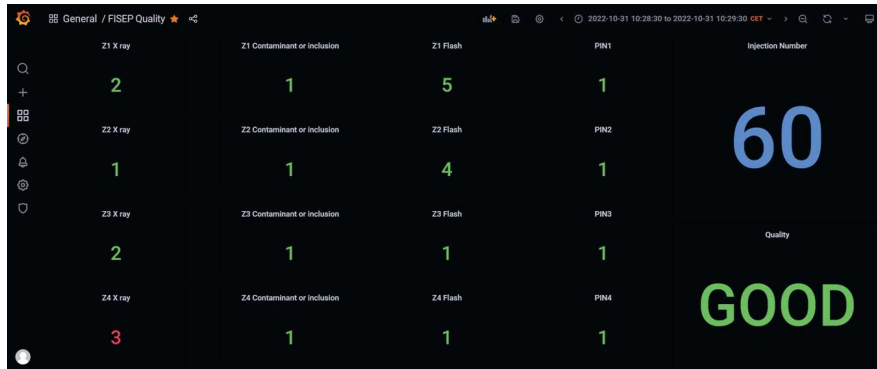 General / FISEP Quality
2022-10-31 10:28:30 to 2022-10-31 10:29:30 CET
Z1 X ray
Z1 Contaminant or inclusion
Z1 Flash
PIN1
Injection Number
2
1
5
1
60
Z2 X ray
Z2 Contaminant or inclusion
Z2 Flash
PIN2
1
1
4
1
Z3 X ray
Z3 Contaminant or inclusion
Z3 Flash
PIN3
Quality
2
1
1
1
GOOD
Z4 X ray
Z4 Contaminant or inclusion
Z4 Flash
PIN4
3
1
1
1